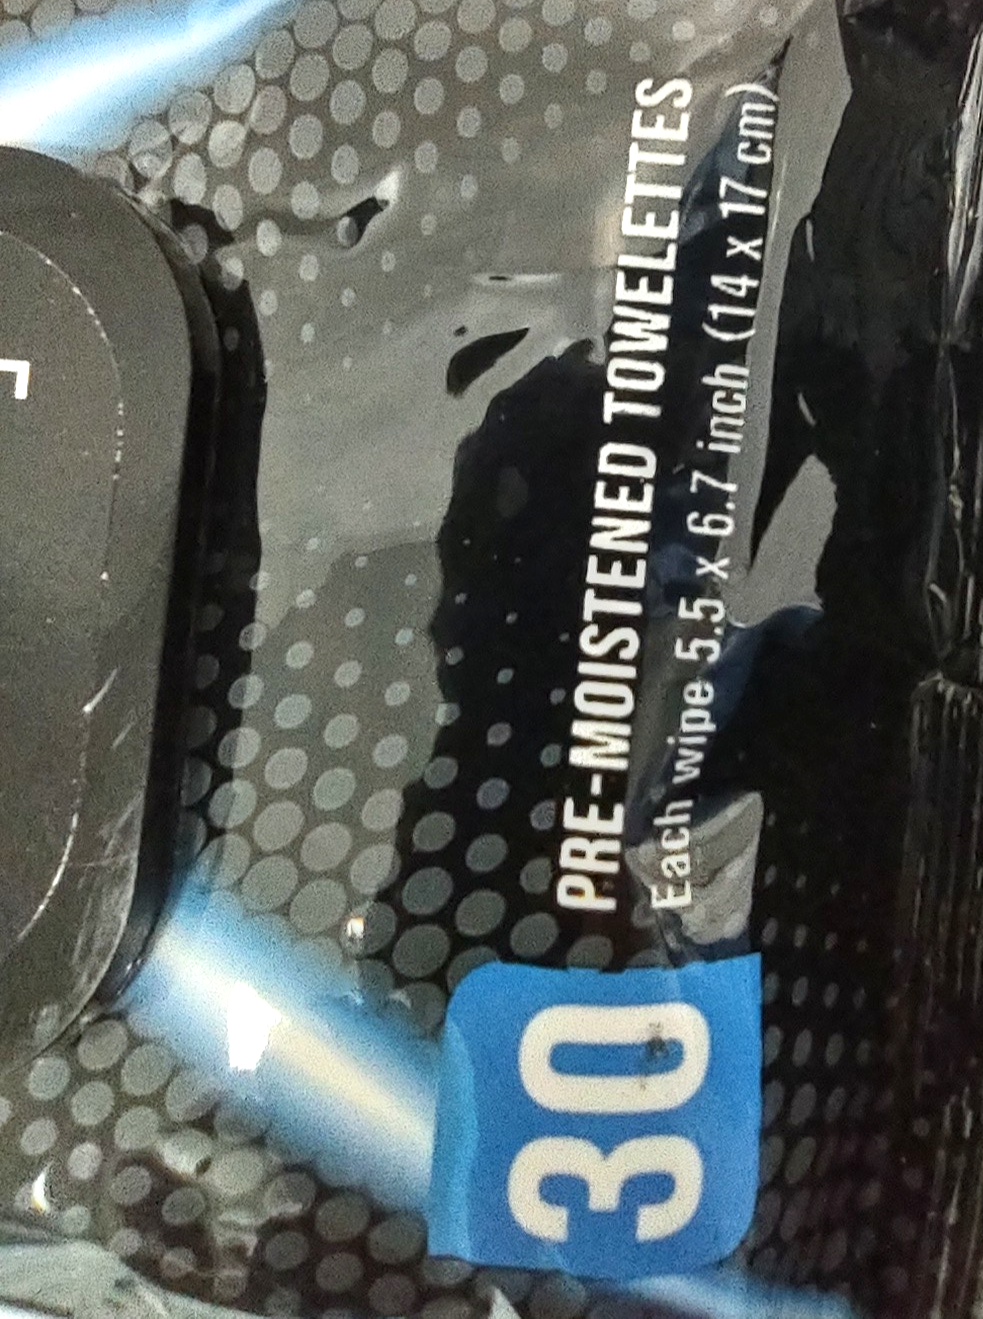 30
PRE-MOISTENED TOWELETTES
Each wipe 5.5 x 6.7 inch (14 x 17 cm)